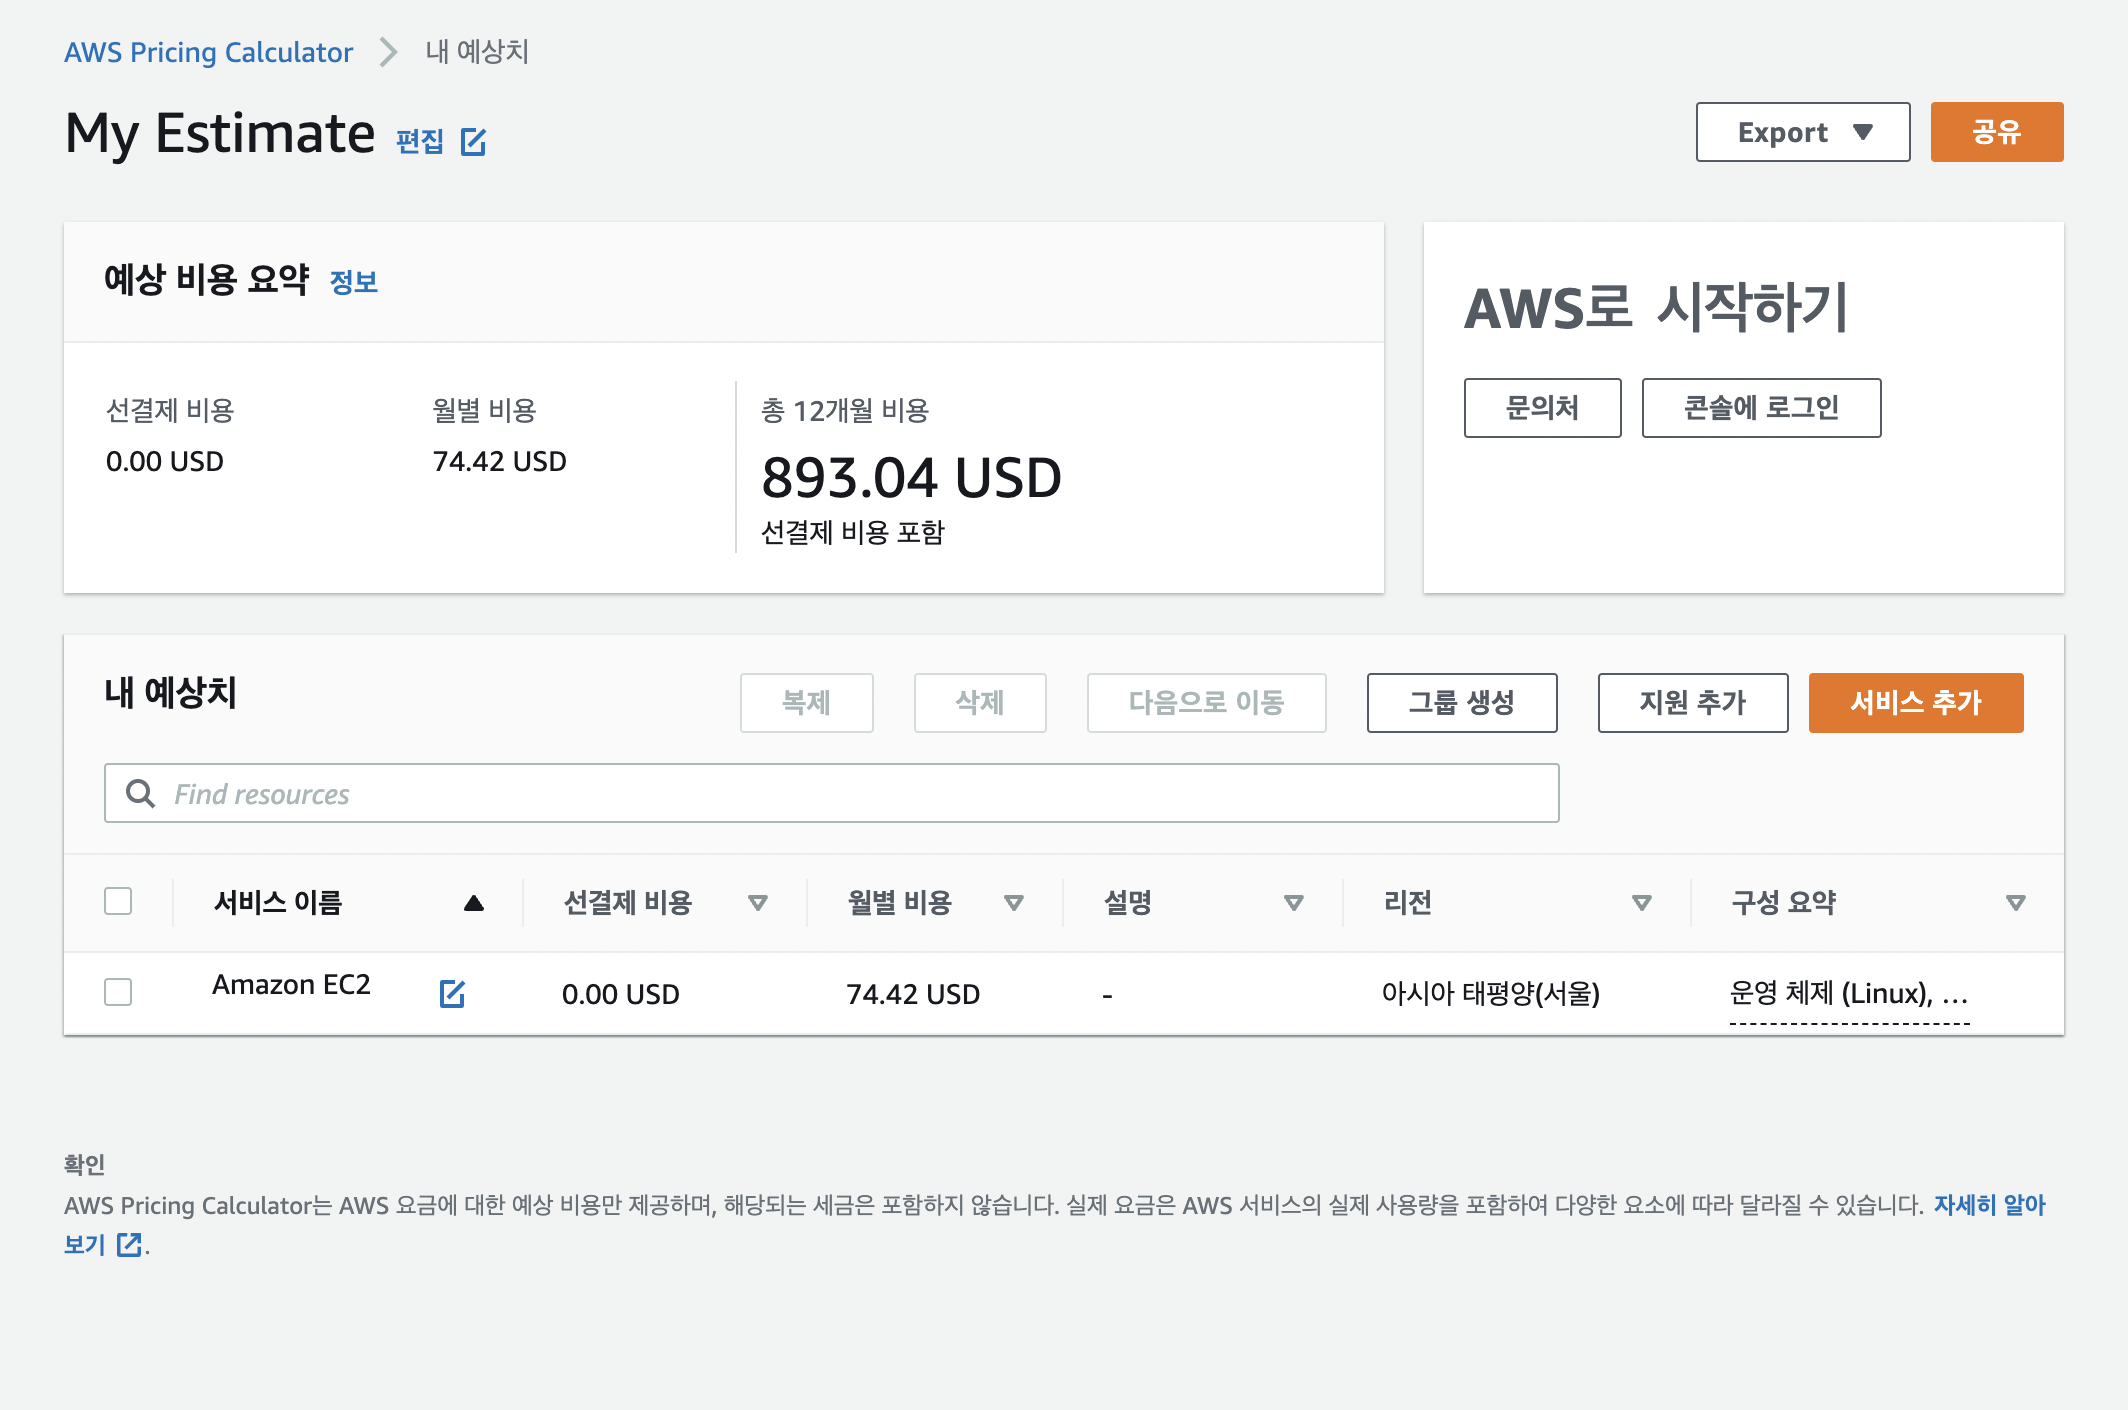 AWS Pricing Calculator > 내 예상치
My Estimate 편집
Export ▼ 공유
예상 비용 요약 정보
선결제 비용 월별 비용 총 12개월 비용
0.00 USD 74.42 USD 893.04 USD
선결제 비용 포함
AWS로 시작하기
문의처 콘솔에 로그인
내 예상치 복제 삭제 다음으로 이동 그룹 생성 지원 추가 서비스 추가
Find resources
서비스 이름 ▲ 선결제 비용 ▽ 월별 비용 ▽ 설명 ▽ 리전 ▽ 구성 요약 ▽
Amazon EC2 0.00 USD 74.42 USD - 아시아 태평양(서울) 운영 체제 (Linux), ...
확인
AWS Pricing Calculator는 AWS 요금에 대한 예상 비용만 제공하며, 해당되는 세금은 포함하지 않습니다. 실제 요금은 AWS 서비스의 실제 사용량을 포함하여 다양한 요소에 따라 달라질 수 있습니다. 자세히 알아
보기 .